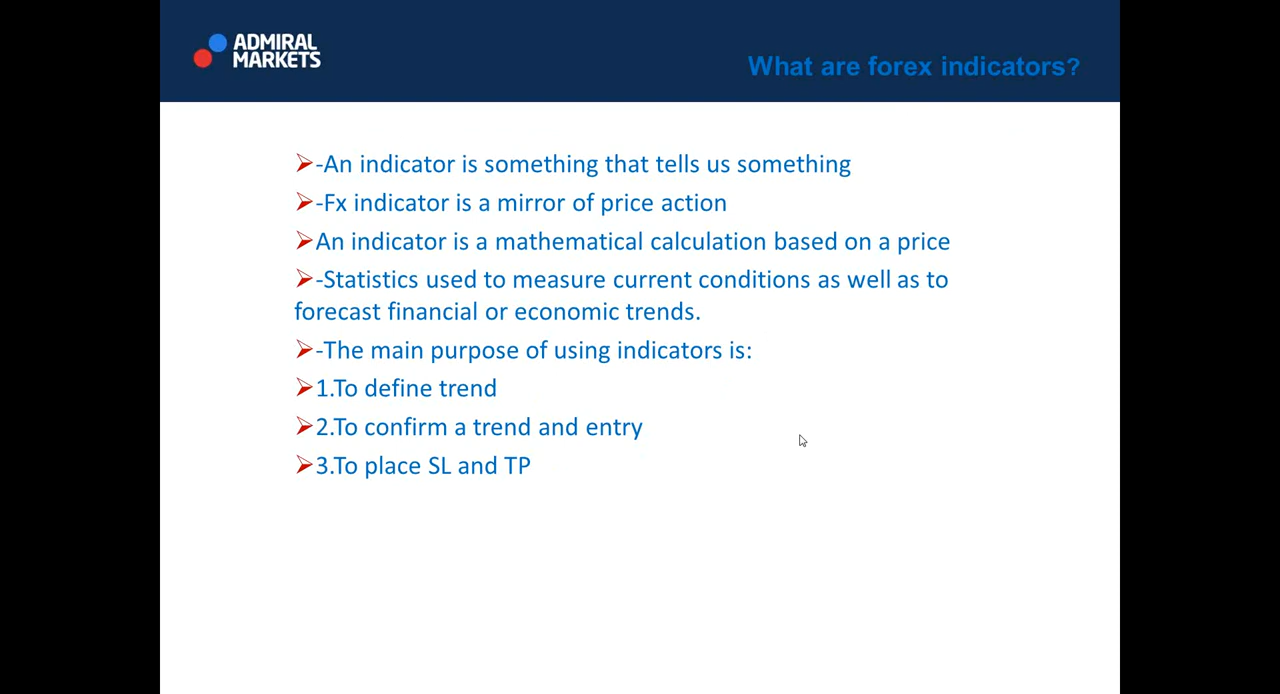 ADMIRAL
MARKETS
What are forex indicators?
-An indicator is something that tells us something
-Fx indicator is a mirror of price action
An indicator is a mathematical calculation based on a price
-Statistics used to measure current conditions as well as to
forecast financial or economic trends.
-The main purpose of using indicators is:
1.To define trend
2.To confirm a trend and entry
3.To place SL and TP